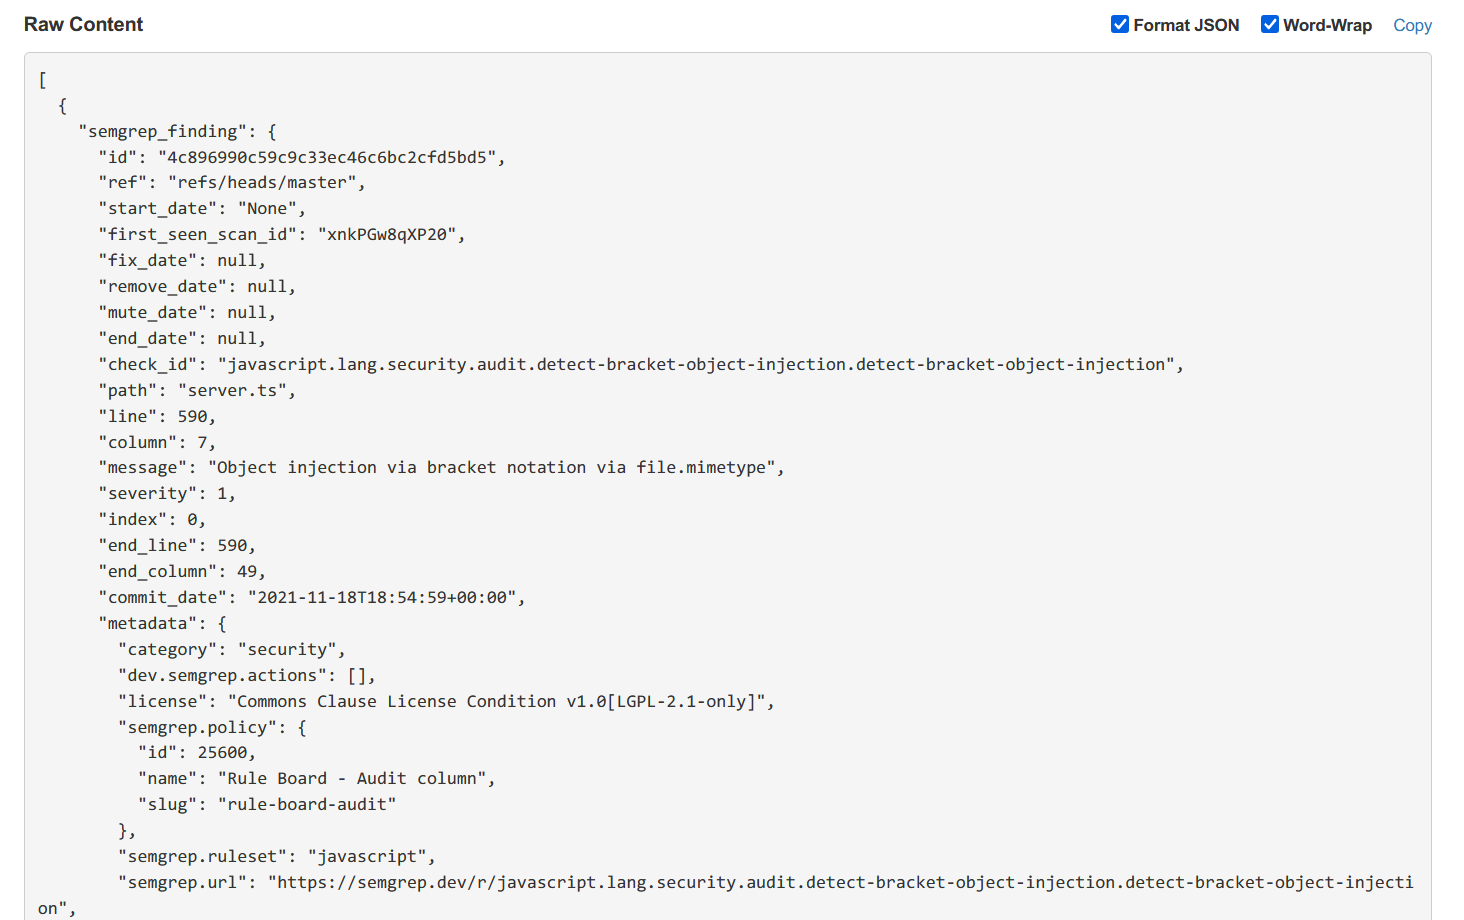 Raw Content
Format JSON Word-Wrap Copy
[
{
"semgrep_finding": {
"id": "4c896990c59c9c33ec46c6bc2cfd5bd5",
"ref": "refs/heads/master",
"start_date": "None",
"first_seen_scan_id": "xnkPGw8qXP20",
"fix_date": null,
"remove_date": null,
"mute_date": null,
"end_date": null,
"check_id": "javascript.lang.security.audit.detect-bracket-object-injection.detect-bracket-object-injection",
"path": "server.ts",
"line": 590,
"column": 7,
"message": "Object injection via bracket notation via file.mimetype",
"severity": 1,
"index": 0,
"end_line": 590,
"end_column": 49,
"commit_date": "2021-11-18T18:54:59+00:00",
"metadata": {
"category": "security",
"dev.semgrep.actions": [],
"license": "Commons Clause License Condition v1.0[LGPL-2.1-only]",
"semgrep.policy": {
"id": 25600,
"name": "Rule Board - Audit column",
"slug": "rule-board-audit"
},
"semgrep.ruleset": "javascript",
"semgrep.url": "https://semgrep.dev/r/javascript.lang.security.audit.detect-bracket-object-injection.detect-bracket-object-injecti
on",